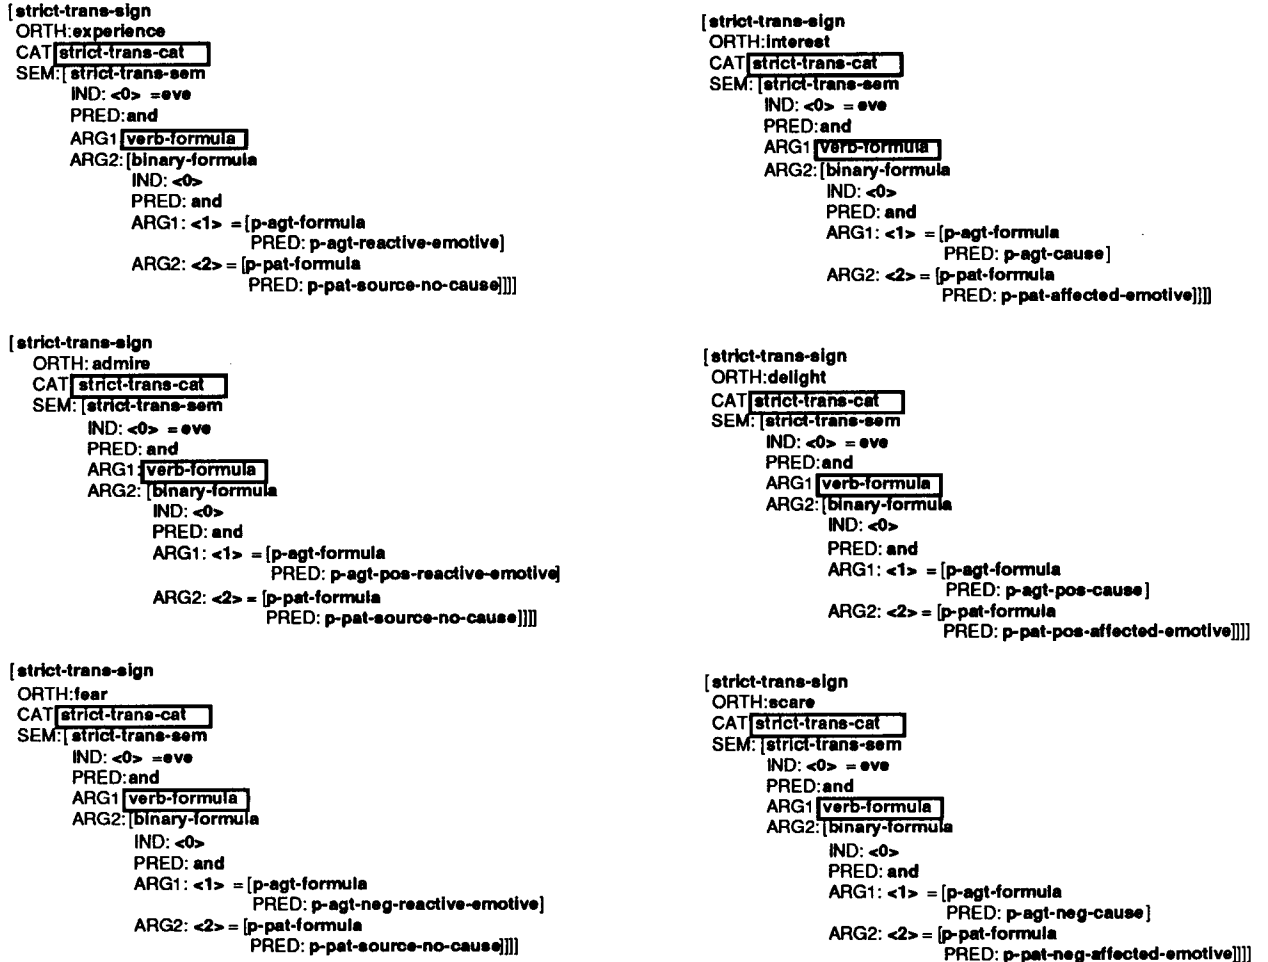 [strict-trans-sign
ORTH:experience
CAT strict-trans-cat
SEM:[strict-trans-sem
IND: <0> =eve
PRED:and
ARG1 verb-formula
ARG2:[binary-formula
IND: <0>
PRED: and
ARG1: <1> =[p-agt-formula
PRED: p-agt-reactive-emotive]
ARG2: <2> = [p-pat-formula
PRED: p-pat-source-no-cause]]]]
[strict-trans-sign
ORTH: admire
CAT strict-trans-cat
SEM: [strict-trans-sem
IND: <0> = eve
PRED: and
ARG1: verb-formula
ARG2: [binary-formula
IND: <0>
PRED: and
ARG1: <1> = [p-agt-formula
PRED: p-agt-pos-reactive-emotive]
ARG2: <2> = [p-pat-formula
PRED: p-pat-source-no-cause]]]]
[strict-trans-sign
ORTH:fear
CAT strict-trans-cat
SEM:[strict-trans-sem
IND: <0> =eve
PRED:and
ARG1 verb-formula
ARG2:[binary-formula
IND: <0>
PRED: and
ARG1: <1> = [p-agt-formula
PRED: p-agt-neg-reactive-emotive]
ARG2: <2> = [p-pat-formula
PRED: p-pat-source-no-cause]]]]
[strict-trans-sign
ORTH:interest
CAT strict-trans-cat
SEM: [strict-trans-sem
IND: <0> = eve
PRED:and
ARG1 verb-formula
ARG2:[binary-formula
IND: <0>
PRED: and
ARG1: <1> = [p-agt-formula
PRED: p-agt-cause]
ARG2: <2> = [p-pat-formula
PRED: p-pat-affected-emotive]]]]
[strict-trans-sign
ORTH:delight
CAT strict-trans-cat
SEM: [strict-trans-sem
IND: <0> = eve
PRED:and
ARG1 verb-formula
ARG2:[binary-formula
IND: <0>
PRED: and
ARG1: <1> = [p-agt-formula
PRED: p-agt-pos-cause]
ARG2: <2> = [p-pat-formula
PRED: p-pat-pos-affected-emotive]]]]
[strict-trans-sign
ORTH:scare
CAT strict-trans-cat
SEM: [strict-trans-sem
IND: <0> = eve
PRED:and
ARG1 verb-formula
ARG2:[binary-formula
IND: <0>
PRED: and
ARG1: <1> = [p-agt-formula
PRED: p-agt-neg-cause]
ARG2: <2> = [p-pat-formula
PRED: p-pat-neg-affected-emotive]]]]